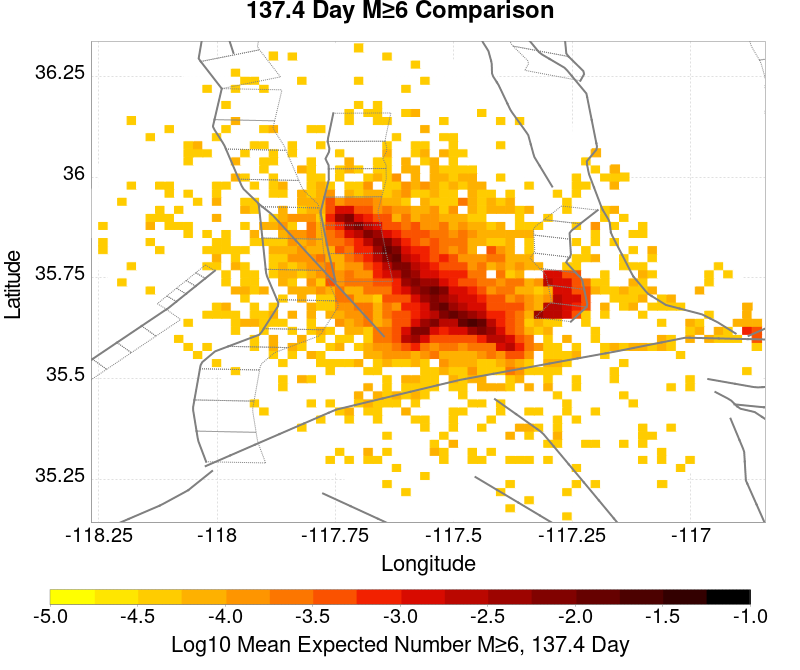 137.4 Day M≥6 Comparison
36.25
36
35.75
35.5
35.25
Latitude
-118.25 -118 -117.75 -117.5 -117.25 -117
Longitude
-5.0 -4.5 -4.0 -3.5 -3.0 -2.5 -2.0 -1.5 -1.0
Log10 Mean Expected Number M≥6, 137.4 Day